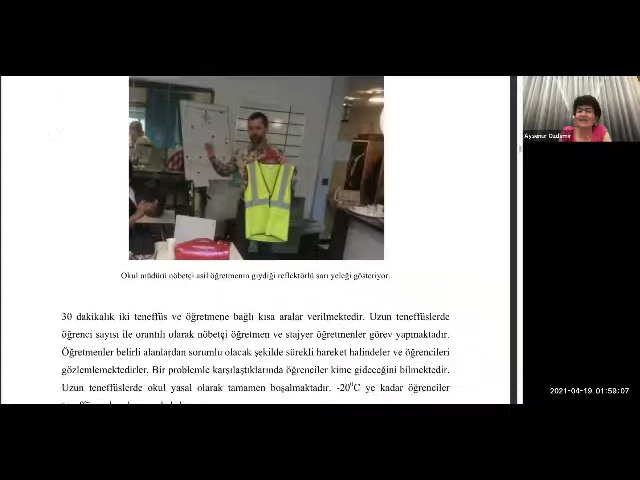 Ayşenur Özdemir
Okul müdürü nöbetçi asil öğretmenin giydiği reflektörlü sarı yeleği gösteriyor.
30 dakikalık iki teneffüs ve öğretmene bağlı kısa aralar verilmektedir. Uzun teneffüslerde
öğrenci sayısı ile orantılı olarak nöbetçi öğretmen ve stajyer öğretmenler görev yapmaktadır.
Öğretmenler belirli alanlardan sorumlu olacak şekilde sürekli hareket halindeler ve öğrencileri
gözlemlemektedirler. Bir problemle karşılaştıklarında öğrenciler kime gideceğini bilmektedir.
Uzun teneffüslerde okul yasal olarak tamamen boşalmaktadır. -20⁰C ye kadar öğrenciler
2021-04-19 01:59:07